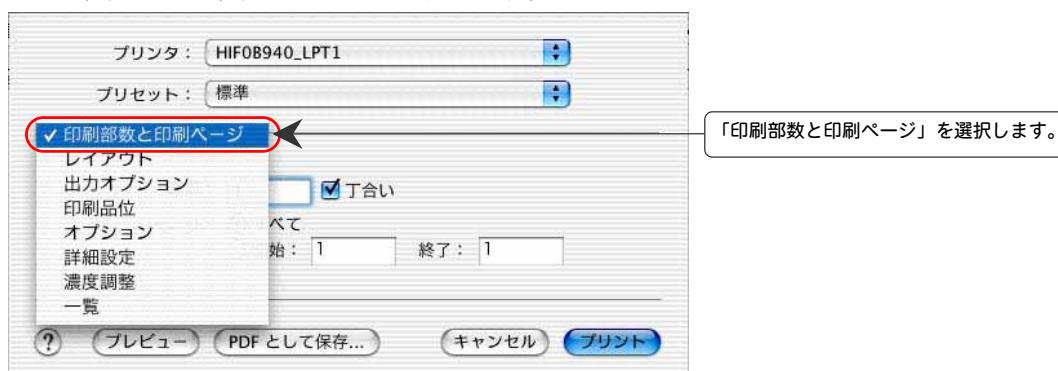 プリンタ： HIF0B940_LPT1
プリセット： 標準
✓ 印刷部数と印刷ページ
「印刷部数と印刷ページ」を選択します。
レイアウト
出力オプション
丁合い
印刷品位
べて
オプション
始： 1 終了： 1
詳細設定
濃度調整
一覧
? プレビュー PDF として保存... キャンセル プリント